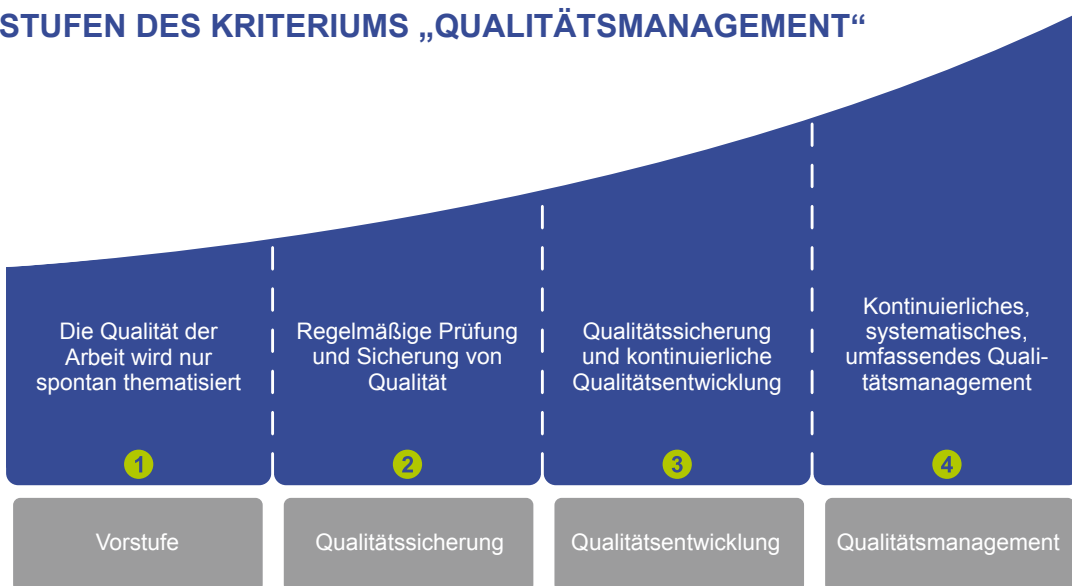 STUFEN DES KRITERIUMS „QUALITÄTSMANAGEMENT“
Die Qualität der
Arbeit wird nur
spontan thematisiert
1
Regelmäßige Prüfung
und Sicherung von
Qualität
2
Qualitätssicherung
und kontinuierliche
Qualitätsentwicklung
3
Kontinuierliches,
systematisches,
umfassendes Quali-
tätsmanagement
4
Vorstufe
Qualitätssicherung
Qualitätsentwicklung
Qualitätsmanagement